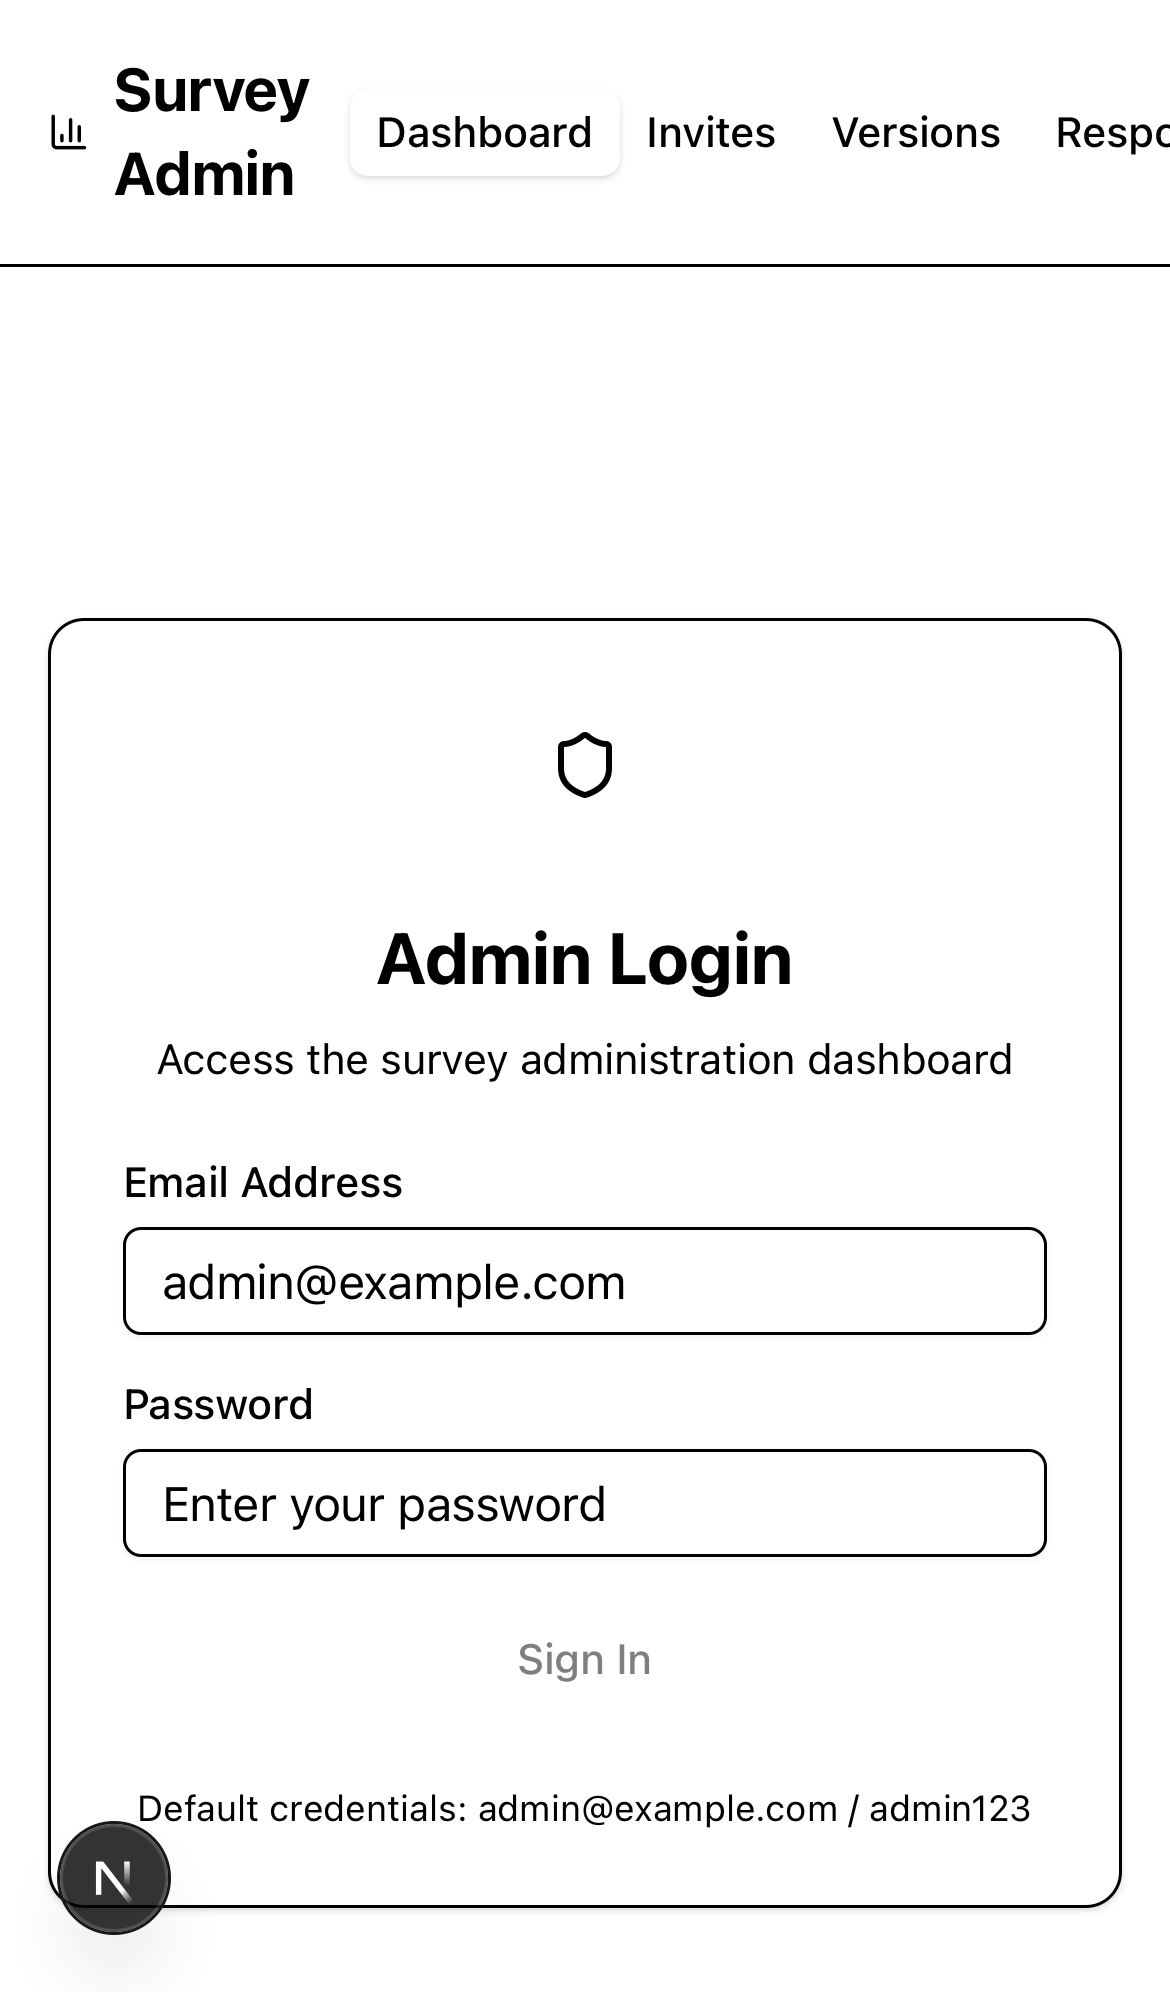 Survey
Admin
Dashboard Invites Versions Respo
Admin Login
Access the survey administration dashboard
Email Address
admin@example.com
Password
Enter your password
Sign In
Default credentials: admin@example.com / admin123
N